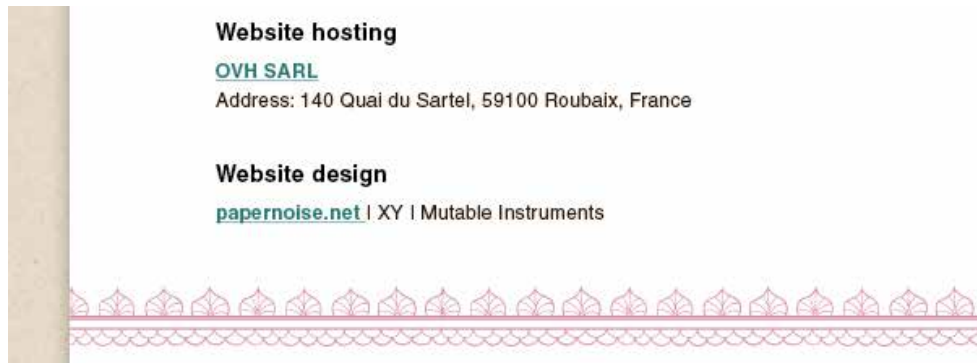 Website hosting
OVH SARL
Address: 140 Quai du Sartel, 59100 Roubaix, France
Website design
papernoise.net | XY | Mutable Instruments